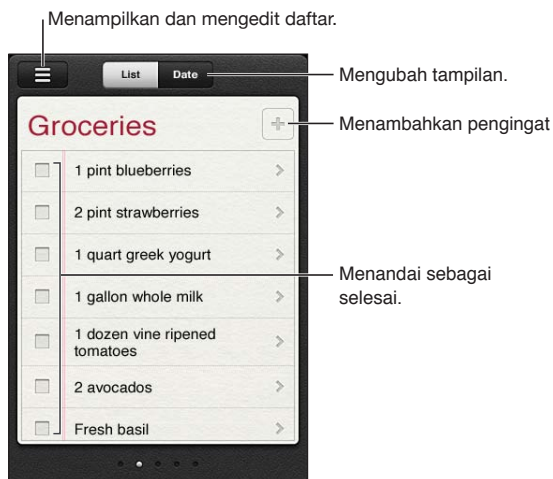 Menampilkan dan mengedit daftar.
List Date
Mengubah tampilan.
Groceries
Menambahkan pengingat
1 pint blueberries
2 pint strawberries
1 quart greek yogurt
Menandai sebagai
selesai.
1 gallon whole milk
1 dozen vine ripened
tomatoes
2 avocados
Fresh basil